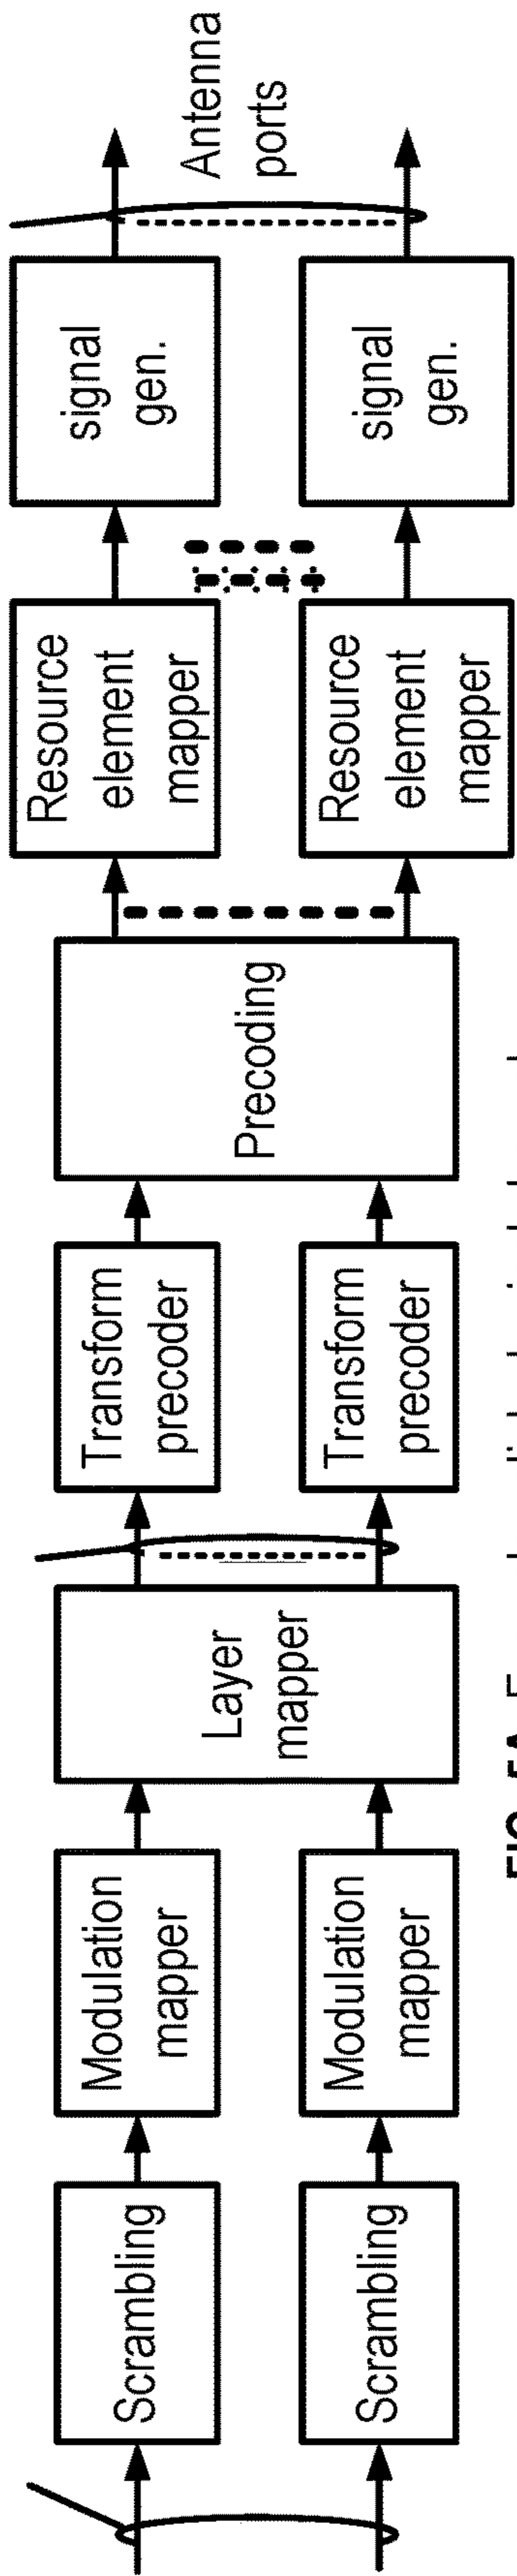 Scrambling
Scrambling
Modulation
mapper
Modulation
mapper
Layer
mapper
Transform
precoder
Transform
precoder
Precoding
Resource
element
mapper
Resource
element
mapper
signal
gen.
signal
gen.
Antenna
ports